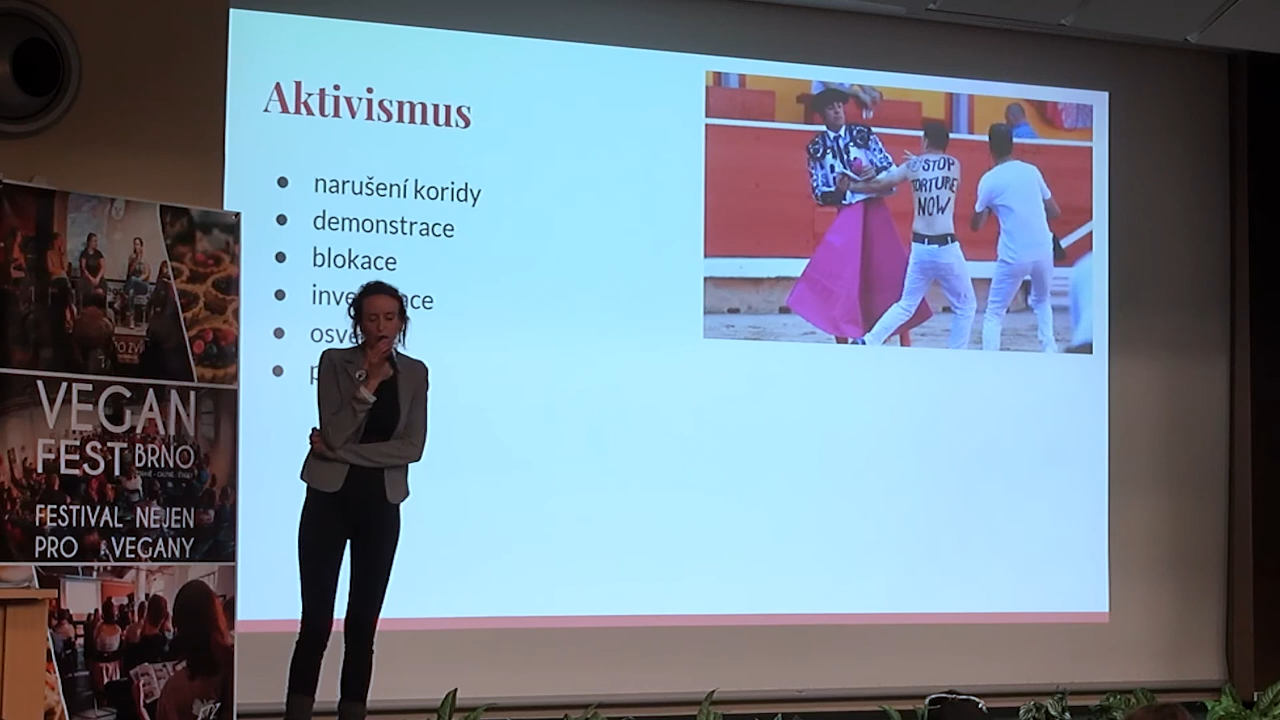 Aktivismus
narušení koridy
demonstrace
blokace
STOP
TORTURE
NOW
VEGAN
FEST BRNO
FESTIVAL NEJEN
PRO VEGANY